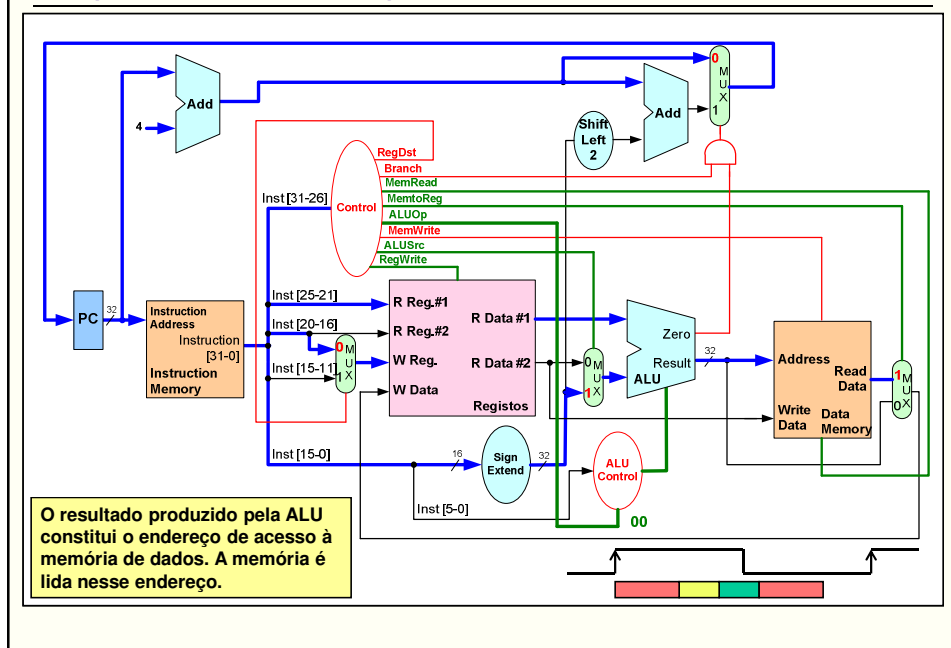 0
M
U
X
1
Add
4
Add
Shift
Left
2
RegDst
Branch
MemRead
MemtoReg
ALUOp
MemWrite
ALUSrc
RegWrite
Inst [31-26]
Control
PC
32
Instruction
Address
Instruction
[31-0]
Instruction
Memory
Inst [25-21]
Inst [20-16]
Inst [15-11]
0
M
U
X
1
R Reg.#1
R Reg.#2
W Reg.
W Data
R Data #1
R Data #2
Registos
0
M
U
X
1
Zero
Result
ALU
32
Address
Read
Data
Write
Data
Data
Memory
1
M
U
X
0
Inst [15-0]
16
Sign
Extend
32
ALU
Control
Inst [5-0]
00
O resultado produzido pela ALU
constitui o endereço de acesso à
memória de dados. A memória é
lida nesse endereço.